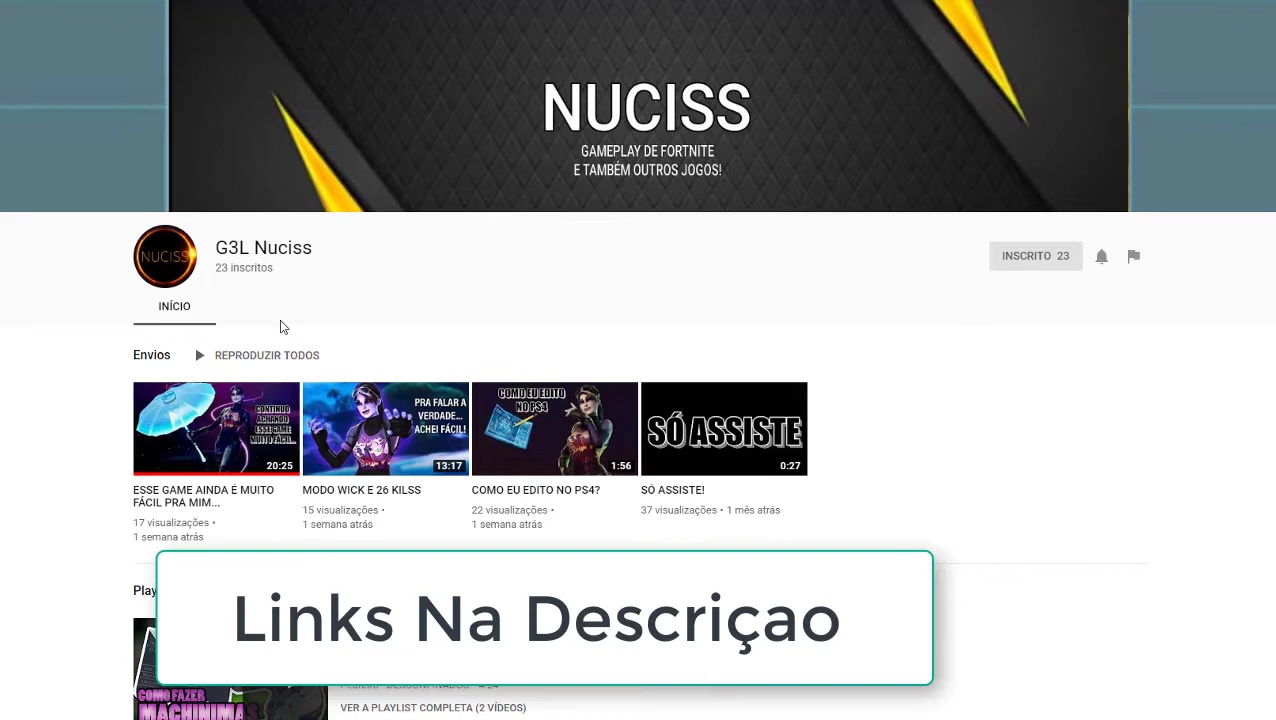 NUCISS
GAMEPLAY DE FORTNITE
E TAMBÉM OUTROS JOGOS!
NUCISS
G3L Nuciss
23 inscritos
INSCRITO 23
INÍCIO
Envios
REPRODUZIR TODOS
CONTINUO
ACHANDO
ESSE GAME
MUITO FÁCIL...
20:25
PRA FALAR A
VERDADE...
ACHEI FÁCIL!
13:17
COMO EU EDITO
NO PS4
1:56
SÓ ASSISTE
0:27
ESSE GAME AINDA É MUITO
FÁCIL PRA MIM...
17 visualizações •
1 semana atrás
MODO WICK E 26 KILSS
15 visualizações •
1 semana atrás
COMO EU EDITO NO PS4?
22 visualizações •
1 semana atrás
SÓ ASSISTE!
37 visualizações • 1 mês atrás
Play
Links Na Descriçao
COMO FAZER
MACHINIMAS
VER A PLAYLIST COMPLETA (2 VÍDEOS)